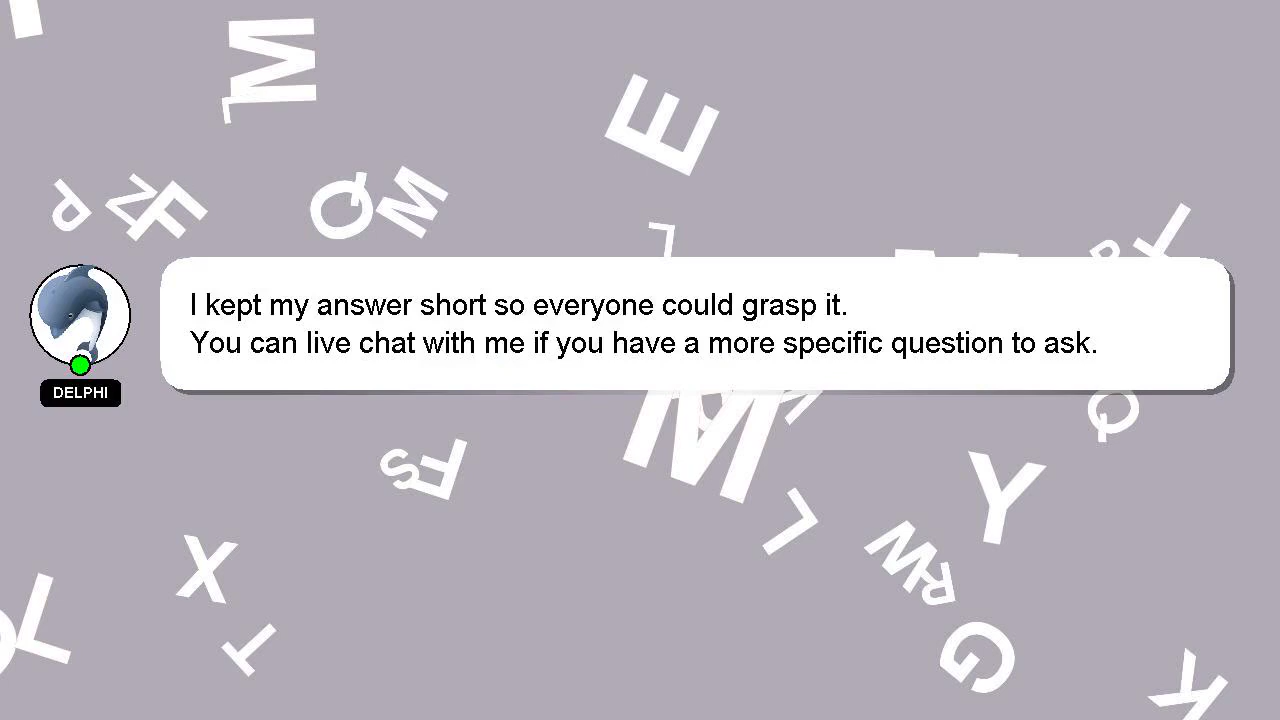 I kept my answer short so everyone could grasp it.
You can live chat with me if you have a more specific question to ask.
DELPHI
M
L
E
P
Z
F
Q
M
L
T
R
M
Q
S
F
L
Y
X
W
R
T
G
K